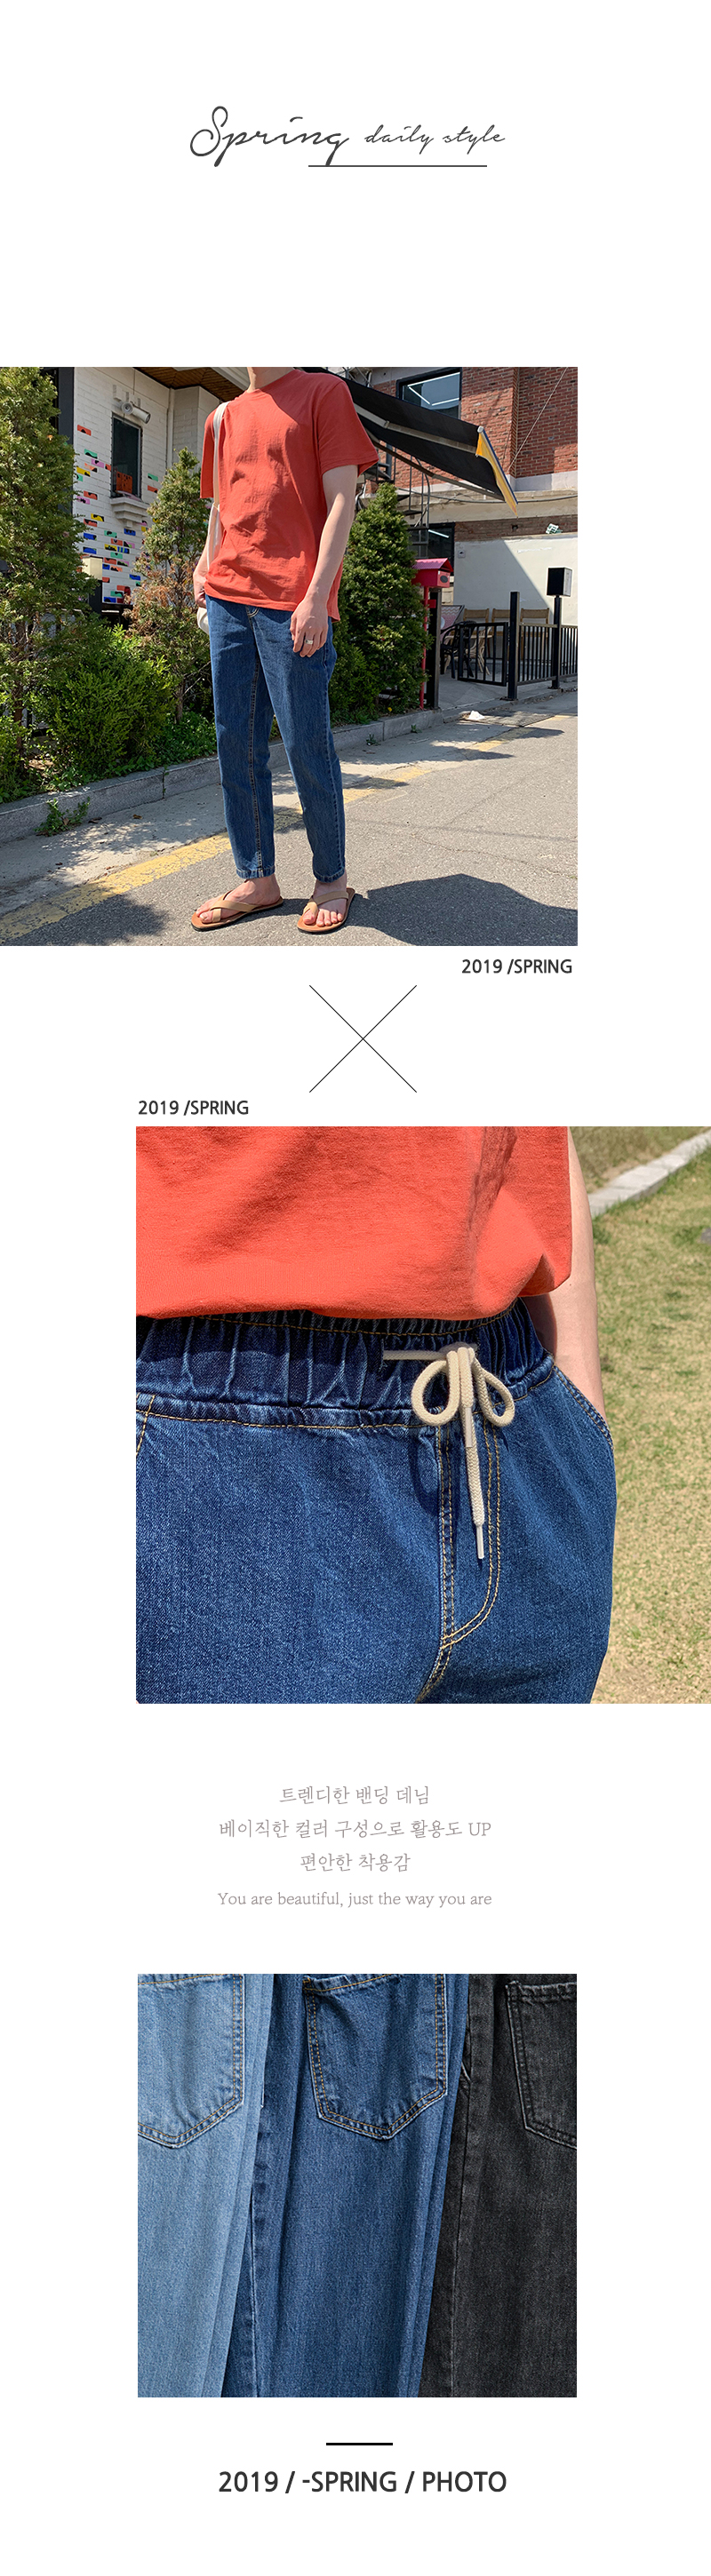 Spring daily style
2019 /SPRING
2019 /SPRING
트렌디한 밴딩 데님
베이직한 컬러 구성으로 활용도 UP
편안한 착용감
You are beautiful, just the way you are
2019 / -SPRING / PHOTO